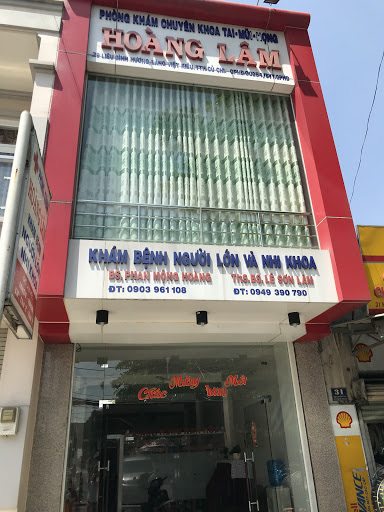 PHÒNG KHÁM CHUYÊN KHOA TAI-MŨI-HỌNG
HOÀNG LÂM
KHÁM BỆNH NGƯỜI LỚN VÀ NHI KHOA
BS. PHAN MỘNG HOÀNG
ThS.BS. LÊ SƠN LÂM
ĐT: 0903 961 108
ĐT: 0949 390 790
Chúc Mừng Năm Mới
31